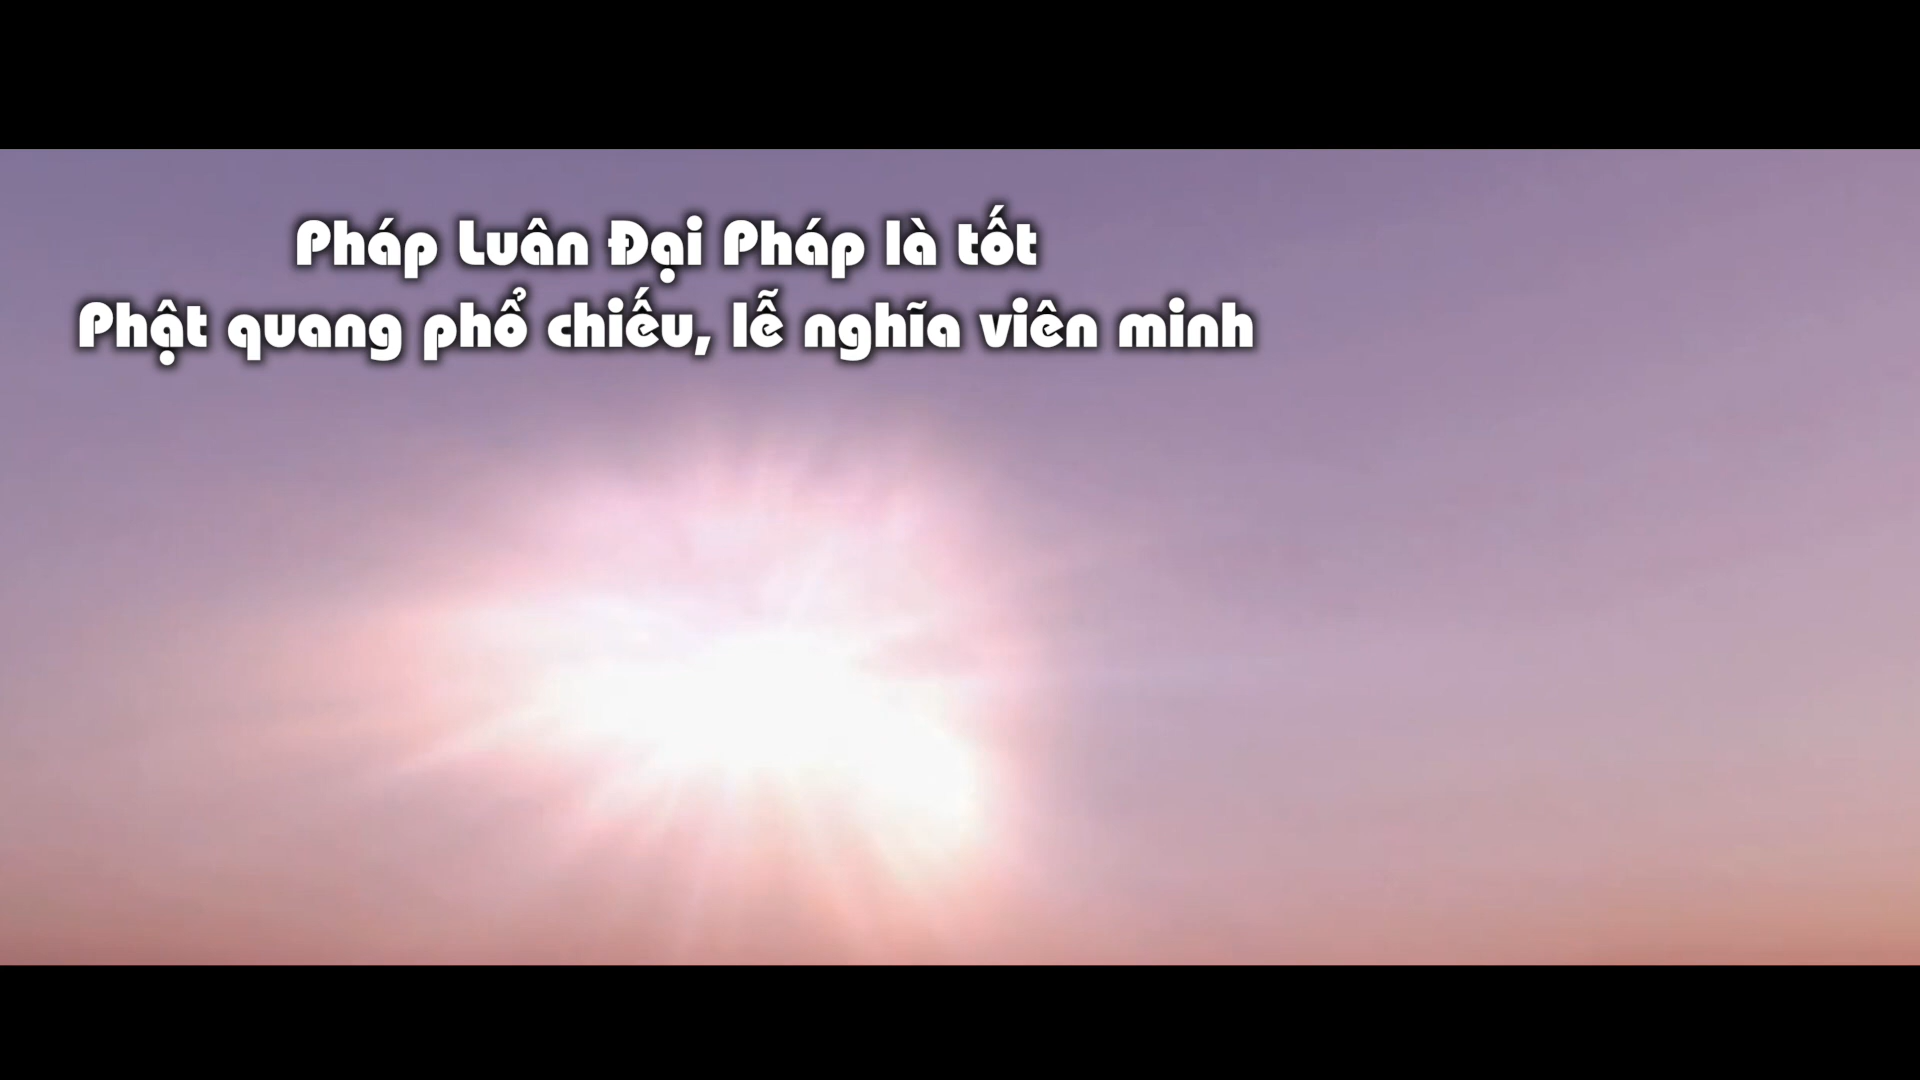 Pháp Luân Đại Pháp là tốt
Phật quang phổ chiếu, lễ nghĩa viên minh